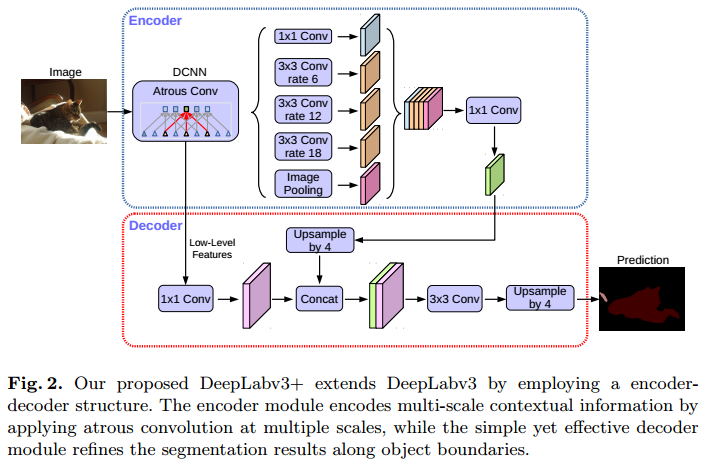 Encoder
Image
DCNN
Atrous Conv
1x1 Conv
3x3 Conv
rate 6
3x3 Conv
rate 12
3x3 Conv
rate 18
Image
Pooling
1x1 Conv
Decoder
Low-Level
Features
Upsample
by 4
1x1 Conv
Concat
3x3 Conv
Upsample
by 4
Prediction
Fig. 2. Our proposed DeepLabv3+ extends DeepLabv3 by employing a encoder-
decoder structure. The encoder module encodes multi-scale contextual information by
applying atrous convolution at multiple scales, while the simple yet effective decoder
module refines the segmentation results along object boundaries.